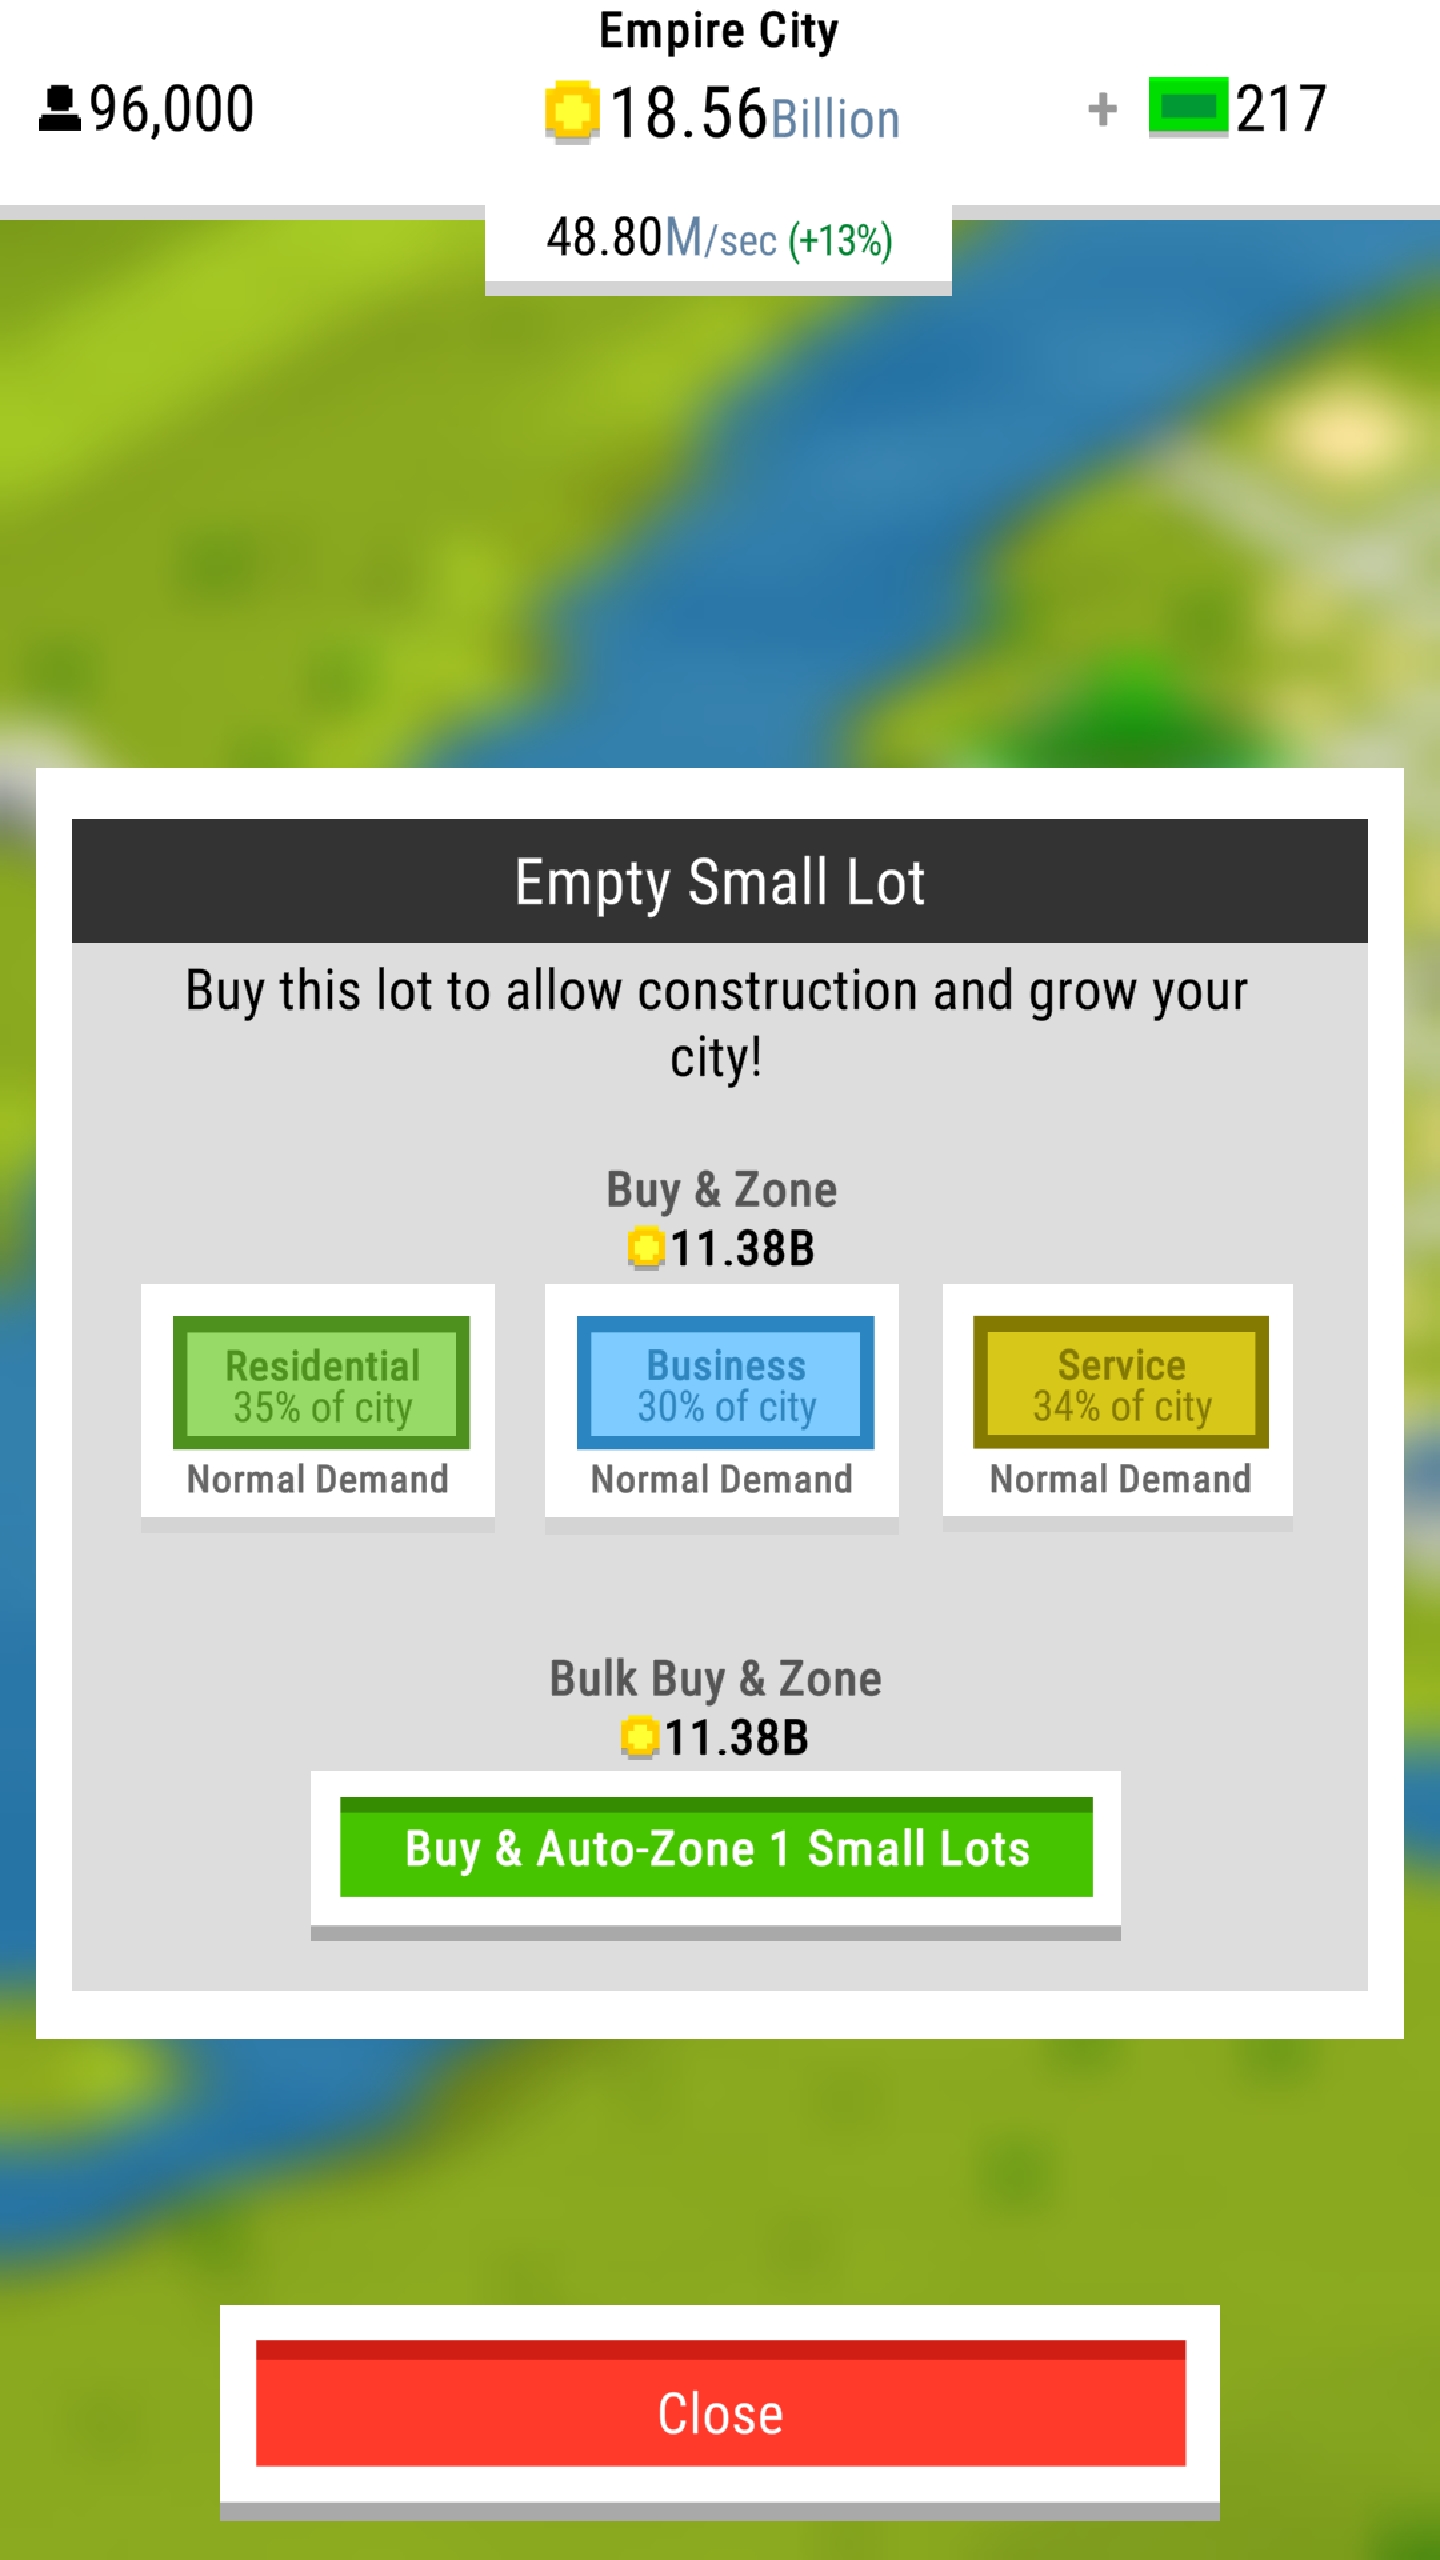 Empire City
96,000
18.56Billion
+ 217
48.80M/sec (+13%)
Empty Small Lot
Buy this lot to allow construction and grow your
city!
Buy & Zone
11.38B
Residential
35% of city
Normal Demand
Business
30% of city
Normal Demand
Service
34% of city
Normal Demand
Bulk Buy & Zone
11.38B
Buy & Auto-Zone 1 Small Lots
Close